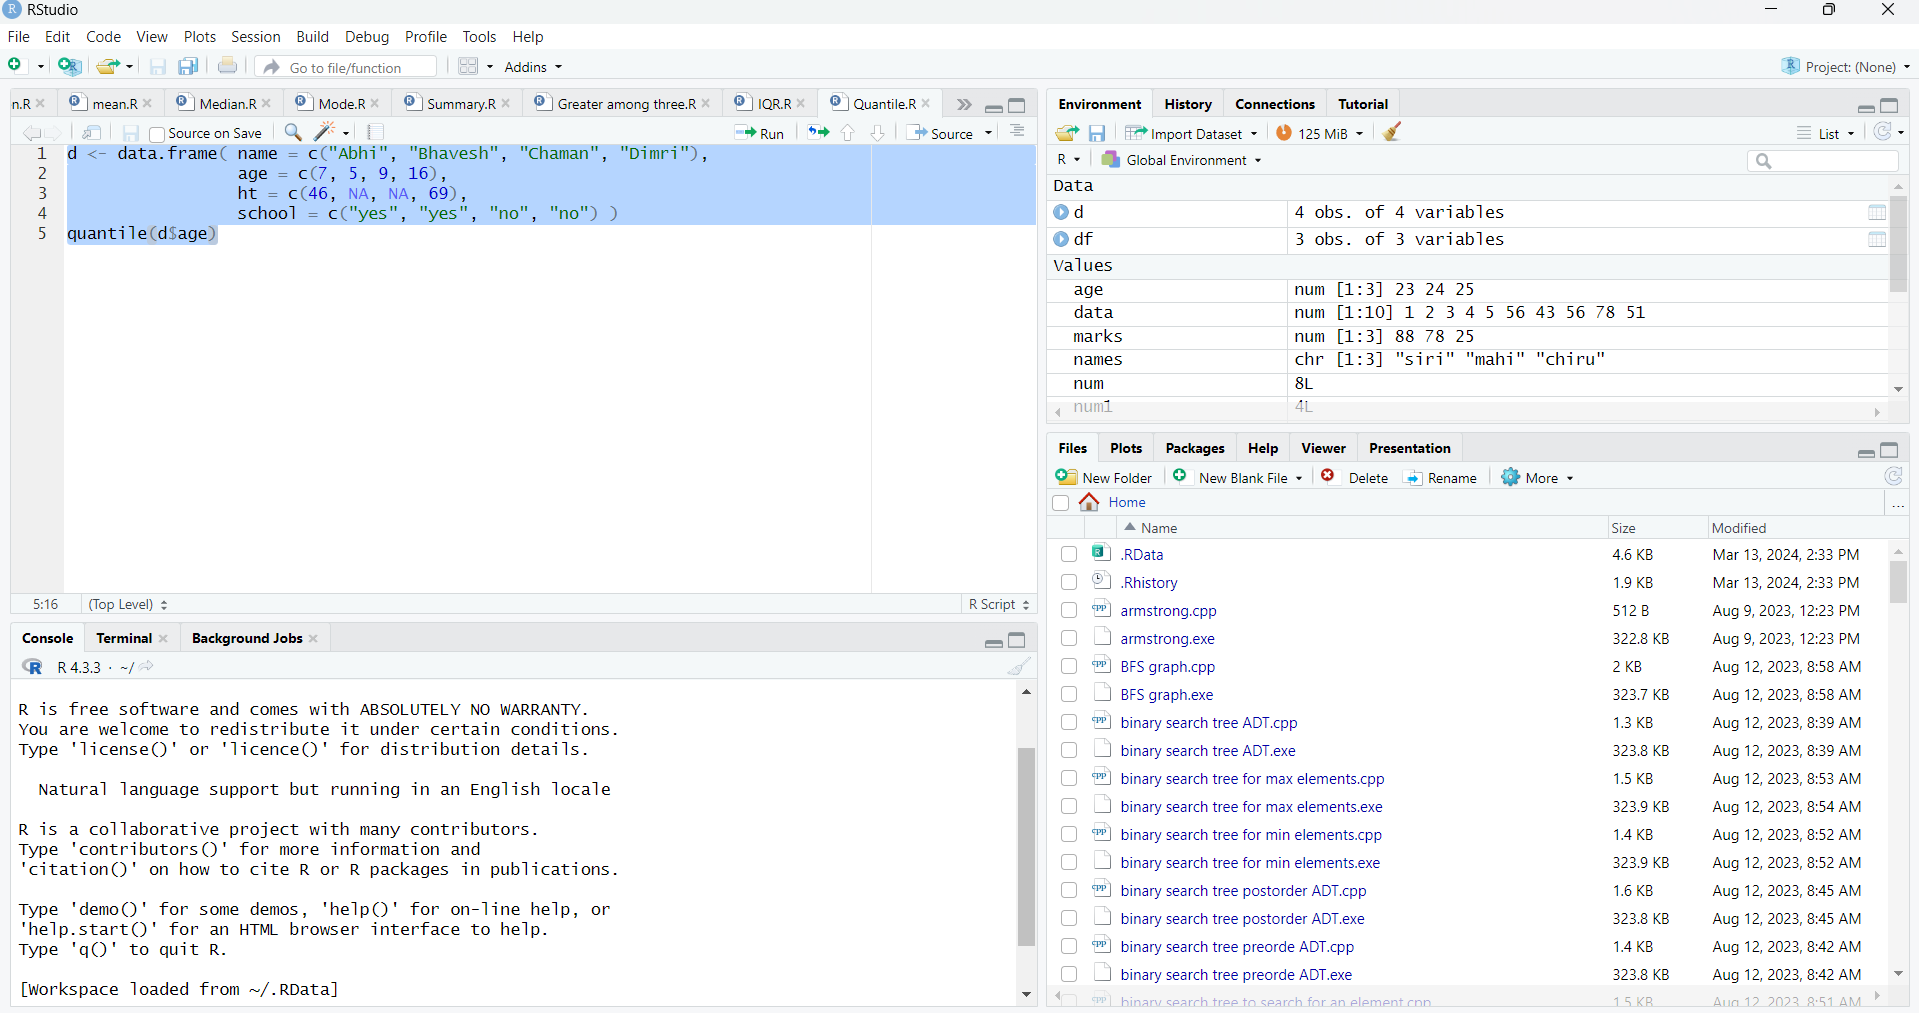 RStudio
File Edit Code View Plots Session Build Debug Profile Tools Help
Go to file/function Addins Project: (None)
n.R mean.R Median.R Mode.R Summary.R Greater among three.R IQR.R Quantile.R
Source on Save Run Source
1 d <- data.frame( name = c("Abhi", "Bhavesh", "Chaman", "Dimri"),
2 age = c(7, 5, 9, 16),
3 ht = c(46, NA, NA, 69),
4 school = c("yes", "yes", "no", "no") )
5 quantile(d$age)
5:16 (Top Level) R Script
Console Terminal Background Jobs
R 4.3.3 · ~/
R is free software and comes with ABSOLUTELY NO WARRANTY.
You are welcome to redistribute it under certain conditions.
Type 'license()' or 'licence()' for distribution details.
Natural language support but running in an English locale
R is a collaborative project with many contributors.
Type 'contributors()' for more information and
'citation()' on how to cite R or R packages in publications.
Type 'demo()' for some demos, 'help()' for on-line help, or
'help.start()' for an HTML browser interface to help.
Type 'q()' to quit R.
[Workspace loaded from ~/.RData]
Environment History Connections Tutorial
Import Dataset 125 MiB List
R Global Environment
Data
d 4 obs. of 4 variables
df 3 obs. of 3 variables
Values
age num [1:3] 23 24 25
data num [1:10] 1 2 3 4 5 56 43 56 78 51
marks num [1:3] 88 78 25
names chr [1:3] "siri" "mahi" "chiru"
num 8L
num1 4L
Files Plots Packages Help Viewer Presentation
New Folder New Blank File Delete Rename More
Home ...
Name Size Modified
.RData 4.6 KB Mar 13, 2024, 2:33 PM
.Rhistory 1.9 KB Mar 13, 2024, 2:33 PM
armstrong.cpp 512 B Aug 9, 2023, 12:23 PM
armstrong.exe 322.8 KB Aug 9, 2023, 12:23 PM
BFS graph.cpp 2 KB Aug 12, 2023, 8:58 AM
BFS graph.exe 323.7 KB Aug 12, 2023, 8:58 AM
binary search tree ADT.cpp 1.3 KB Aug 12, 2023, 8:39 AM
binary search tree ADT.exe 323.8 KB Aug 12, 2023, 8:39 AM
binary search tree for max elements.cpp 1.5 KB Aug 12, 2023, 8:53 AM
binary search tree for max elements.exe 323.9 KB Aug 12, 2023, 8:54 AM
binary search tree for min elements.cpp 1.4 KB Aug 12, 2023, 8:52 AM
binary search tree for min elements.exe 323.9 KB Aug 12, 2023, 8:52 AM
binary search tree postorder ADT.cpp 1.6 KB Aug 12, 2023, 8:45 AM
binary search tree postorder ADT.exe 323.8 KB Aug 12, 2023, 8:45 AM
binary search tree preorde ADT.cpp 1.4 KB Aug 12, 2023, 8:42 AM
binary search tree preorde ADT.exe 323.8 KB Aug 12, 2023, 8:42 AM
binary search tree to search for an element.cpp 1.5 KB Aug 12, 2023, 8:51 AM